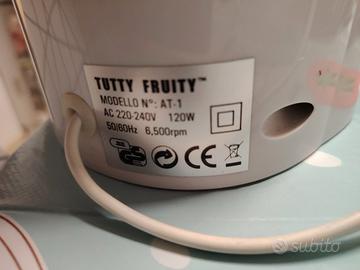 TUTTY FRUITY™
MODELLO N°: AT-1
AC 220-240V 120W
50/60Hz 6,500rpm
CE
subito